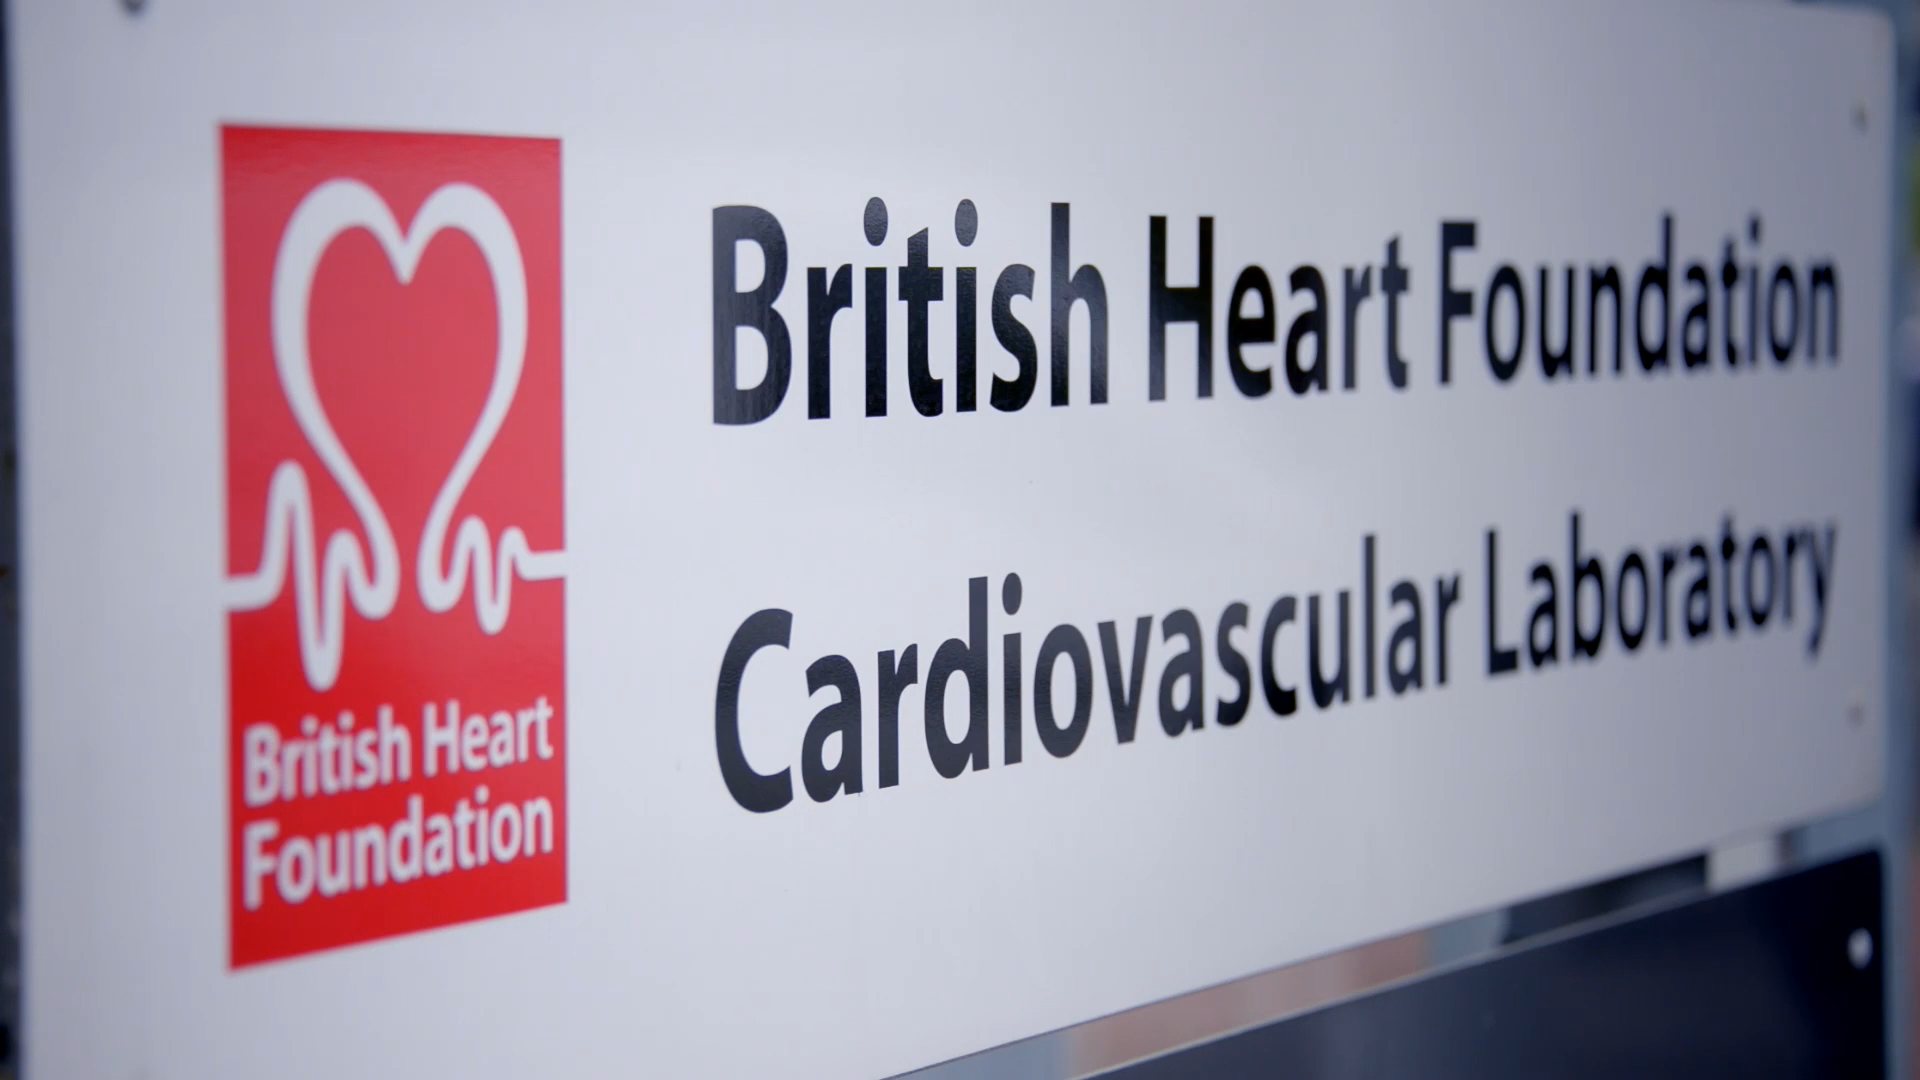 British Heart
Foundation
British Heart Foundation
Cardiovascular Laboratory